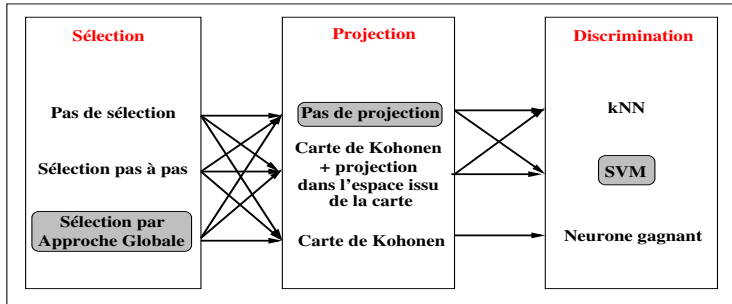 Sélection
Pas de sélection
Sélection pas à pas
Sélection par
Approche Globale
Projection
Pas de projection
Carte de Kohonen
+ projection
dans l'espace issu
de la carte
Carte de Kohonen
Discrimination
kNN
SVM
Neurone gagnant